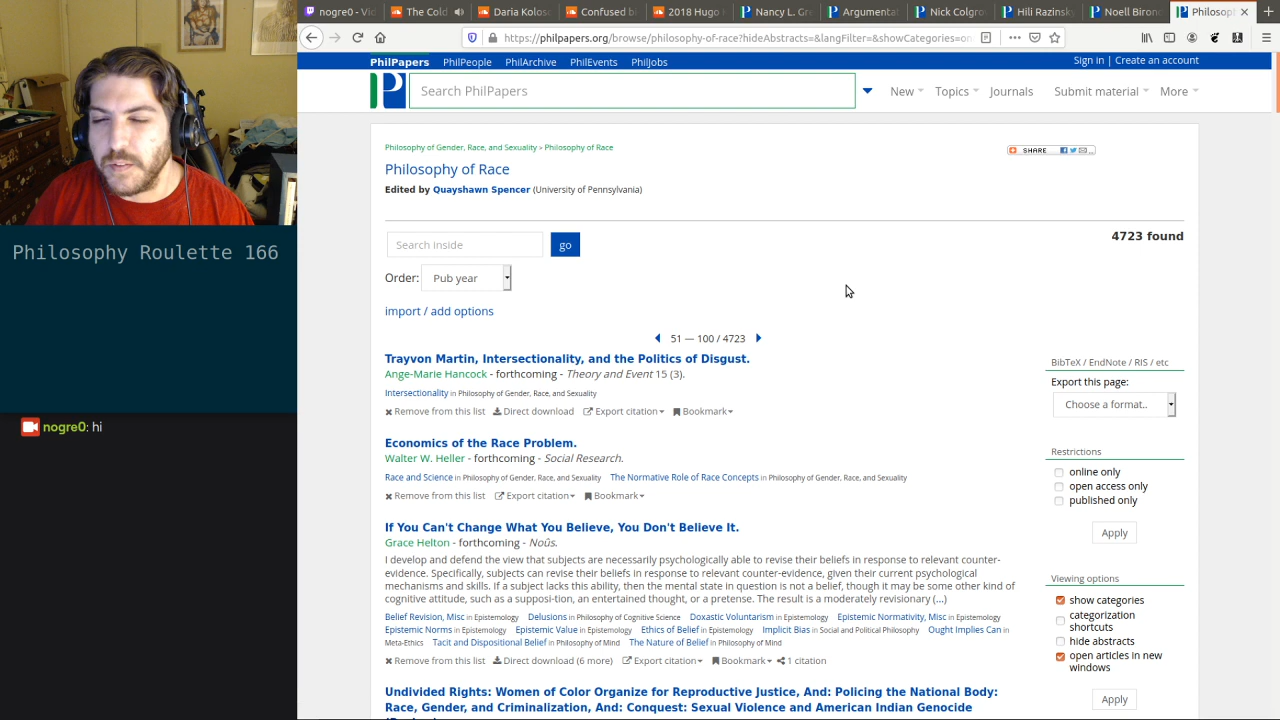 nogre0 - Vid
The Cold
Daria Kolos
Confused b
2018 Hugo
Nancy L. Gr
Argumental
Nick Colgro
Hili Razinsk
Noell Biron
Philosop
https://philpapers.org/browse/philosophy-of-race?hideAbstracts=&langFilter=&showCategories=on
PhilPapers PhilPeople PhilArchive PhilEvents PhilJobs
Sign in | Create an account
Search PhilPapers
New Topics Journals Submit material More
Philosophy of Gender, Race, and Sexuality > Philosophy of Race
SHARE
Philosophy of Race
Edited by Quayshawn Spencer (University of Pennsylvania)
Philosophy Roulette 166
4723 found
Search inside
go
Order: Pub year
import / add options
51 — 100 / 4723
Trayvon Martin, Intersectionality, and the Politics of Disgust.
Ange-Marie Hancock - forthcoming - Theory and Event 15 (3).
Intersectionality in Philosophy of Gender, Race, and Sexuality
Remove from this list Direct download Export citation Bookmark
BibTeX / EndNote / RIS / etc
Export this page:
Choose a format..
nogre0: hi
Economics of the Race Problem.
Walter W. Heller - forthcoming - Social Research.
Race and Science in Philosophy of Gender, Race, and Sexuality The Normative Role of Race Concepts in Philosophy of Gender, Race, and Sexuality
Remove from this list Export citation Bookmark
Restrictions
online only
open access only
published only
Apply
If You Can't Change What You Believe, You Don't Believe It.
Grace Helton - forthcoming - Noûs.
I develop and defend the view that subjects are necessarily psychologically able to revise their beliefs in response to relevant counter-
evidence. Specifically, subjects can revise their beliefs in response to relevant counter-evidence, given their current psychological
mechanisms and skills. If a subject lacks this ability, then the mental state in question is not a belief, though it may be some other kind of
cognitive attitude, such as a supposi-tion, an entertained thought, or a pretense. The result is a moderately revisionary (...)
Belief Revision, Misc in Epistemology Delusions in Philosophy of Cognitive Science Doxastic Voluntarism in Epistemology Epistemic Normativity, Misc in Epistemology
Epistemic Norms in Epistemology Epistemic Value in Epistemology Ethics of Belief in Epistemology Implicit Bias in Social and Political Philosophy Ought Implies Can in
Meta-Ethics Tacit and Dispositional Belief in Philosophy of Mind The Nature of Belief in Philosophy of Mind
Remove from this list Direct download (6 more) Export citation Bookmark 1 citation
Viewing options
show categories
categorization
shortcuts
hide abstracts
open articles in new
windows
Apply
Undivided Rights: Women of Color Organize for Reproductive Justice, And: Policing the National Body:
Race, Gender, and Criminalization, And: Conquest: Sexual Violence and American Indian Genocide